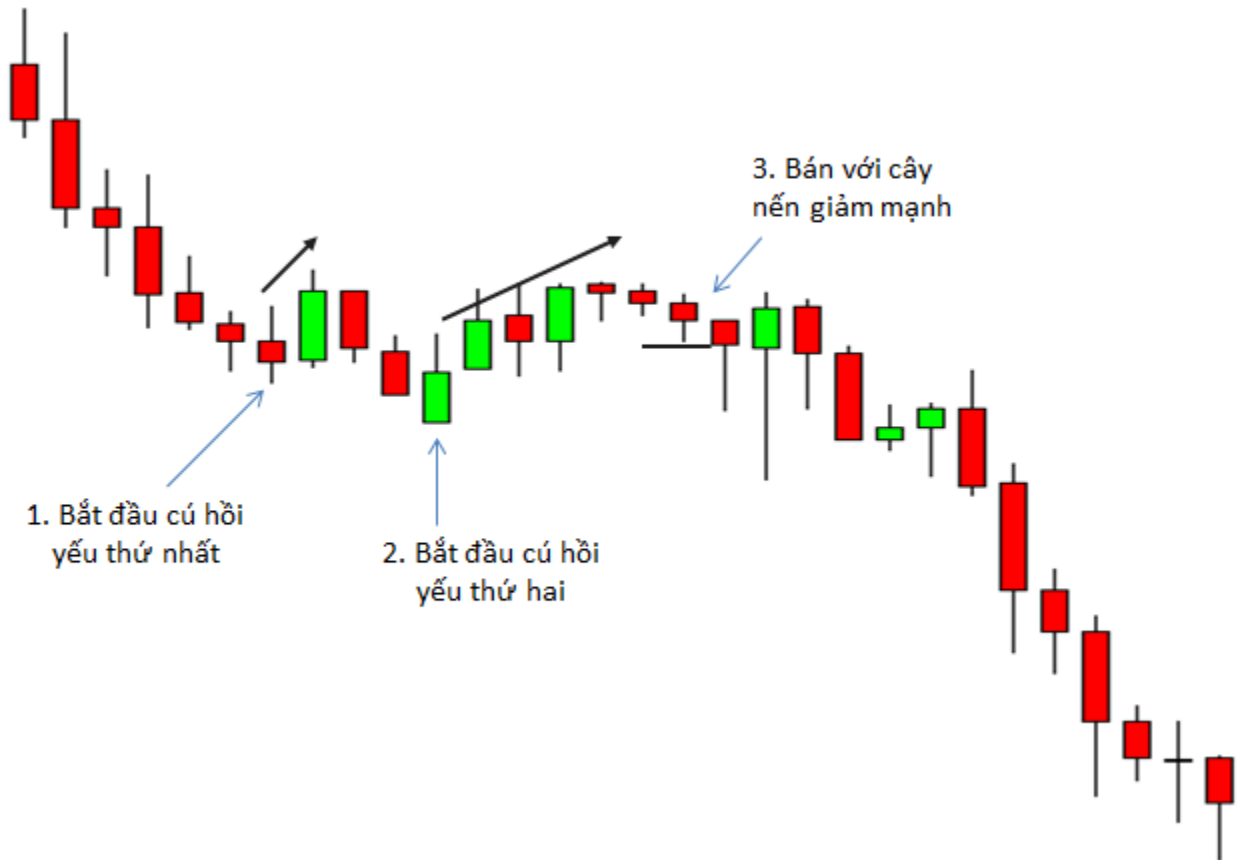 3. Bán với cây
nến giảm mạnh
1. Bắt đầu cú hồi
yếu thứ nhất
2. Bắt đầu cú hồi
yếu thứ hai